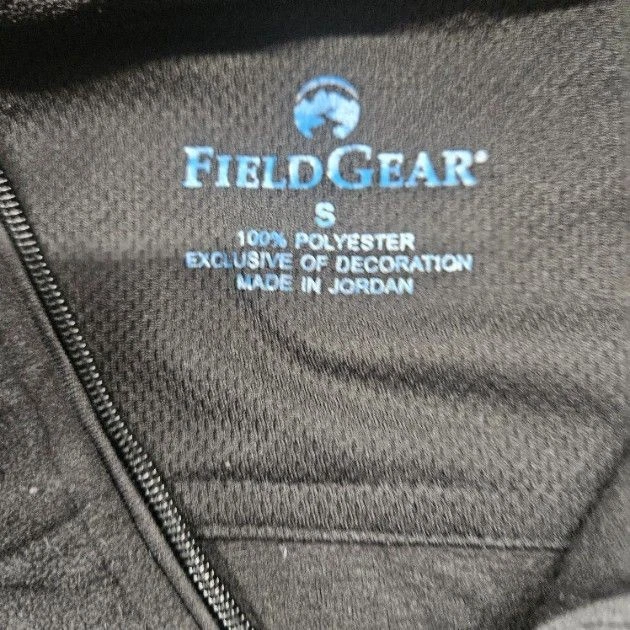 FIELDGEAR®
S
100% POLYESTER
EXCLUSIVE OF DECORATION
MADE IN JORDAN